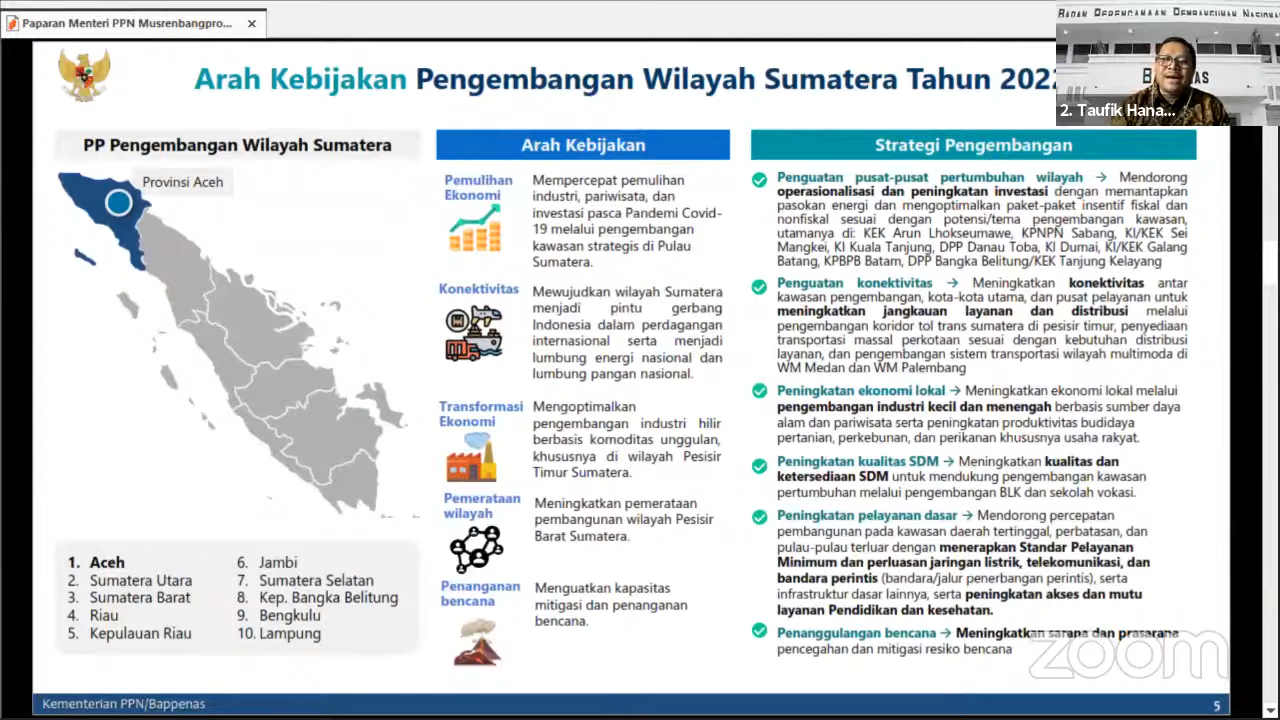 Paparan Menteri PPN Musrenbangpro...
BADAN PERENCANAAN PEMBANGUNAN NASIONAL
2. Taufik Hana...
Arah Kebijakan Pengembangan Wilayah Sumatera Tahun 2022
PP Pengembangan Wilayah Sumatera
Provinsi Aceh
1. Aceh
2. Sumatera Utara
3. Sumatera Barat
4. Riau
5. Kepulauan Riau
6. Jambi
7. Sumatera Selatan
8. Kep. Bangka Belitung
9. Bengkulu
10. Lampung
Arah Kebijakan
Pemulihan
Ekonomi
Mempercepat pemulihan
industri, pariwisata, dan
investasi pasca Pandemi Covid-
19 melalui pengembangan
kawasan strategis di Pulau
Sumatera.
Konektivitas
Mewujudkan wilayah Sumatera
menjadi pintu gerbang
Indonesia dalam perdagangan
internasional serta menjadi
lumbung energi nasional dan
lumbung pangan nasional.
Transformasi
Ekonomi
Mengoptimalkan
pengembangan industri hilir
berbasis komoditas unggulan,
khususnya di wilayah Pesisir
Timur Sumatera.
Pemerataan
wilayah
Meningkatkan pemerataan
pembangunan wilayah Pesisir
Barat Sumatera.
Penanganan
bencana
Menguatkan kapasitas
mitigasi dan penanganan
bencana.
Strategi Pengembangan
Penguatan pusat-pusat pertumbuhan wilayah → Mendorong
operasionalisasi dan peningkatan investasi dengan memantapkan
pasokan energi dan mengoptimalkan paket-paket insentif fiskal dan
nonfiskal sesuai dengan potensi/tema pengembangan kawasan,
utamanya di: KEK Arun Lhokseumawe, KPNPN Sabang, KI/KEK Sei
Mangkei, KI Kuala Tanjung, DPP Danau Toba, KI Dumai, KI/KEK Galang
Batang, KPBPB Batam, DPP Bangka Belitung/KEK Tanjung Kelayang
Penguatan konektivitas → Meningkatkan konektivitas antar
kawasan pengembangan, kota-kota utama, dan pusat pelayanan untuk
meningkatkan jangkauan layanan dan distribusi melalui
pengembangan koridor tol trans sumatera di pesisir timur, penyediaan
transportasi massal perkotaan sesuai dengan kebutuhan distribusi
layanan, dan pengembangan sistem transportasi wilayah multimoda di
WM Medan dan WM Palembang
Peningkatan ekonomi lokal → Meningkatkan ekonomi lokal melalui
pengembangan industri kecil dan menengah berbasis sumber daya
alam dan pariwisata serta peningkatan produktivitas budidaya
pertanian, perkebunan, dan perikanan khususnya usaha rakyat.
Peningkatan kualitas SDM → Meningkatkan kualitas dan
ketersediaan SDM untuk mendukung pengembangan kawasan
pertumbuhan melalui pengembangan BLK dan sekolah vokasi.
Peningkatan pelayanan dasar → Mendorong percepatan
pembangunan pada kawasan daerah tertinggal, perbatasan, dan
pulau-pulau terluar dengan menerapkan Standar Pelayanan
Minimum dan perluasan jaringan listrik, telekomunikasi, dan
bandara perintis (bandara/jalur penerbangan perintis), serta
infrastruktur dasar lainnya, serta peningkatan akses dan mutu
layanan Pendidikan dan kesehatan.
Penanggulangan bencana → Meningkatkan sarana dan prasarana
pencegahan dan mitigasi resiko bencana
zoom
Kementerian PPN/Bappenas
5